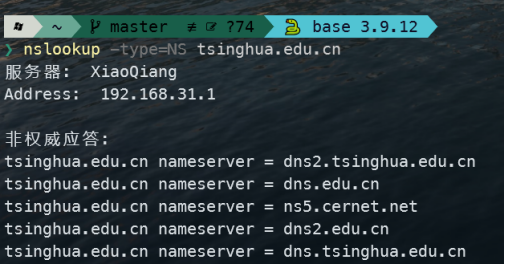 ~ master ≢ ?74 base 3.9.12
❯ nslookup -type=NS tsinghua.edu.cn
服务器:  XiaoQiang
Address:  192.168.31.1
非权威应答:
tsinghua.edu.cn nameserver = dns2.tsinghua.edu.cn
tsinghua.edu.cn nameserver = dns.edu.cn
tsinghua.edu.cn nameserver = ns5.cernet.net
tsinghua.edu.cn nameserver = dns2.edu.cn
tsinghua.edu.cn nameserver = dns.tsinghua.edu.cn